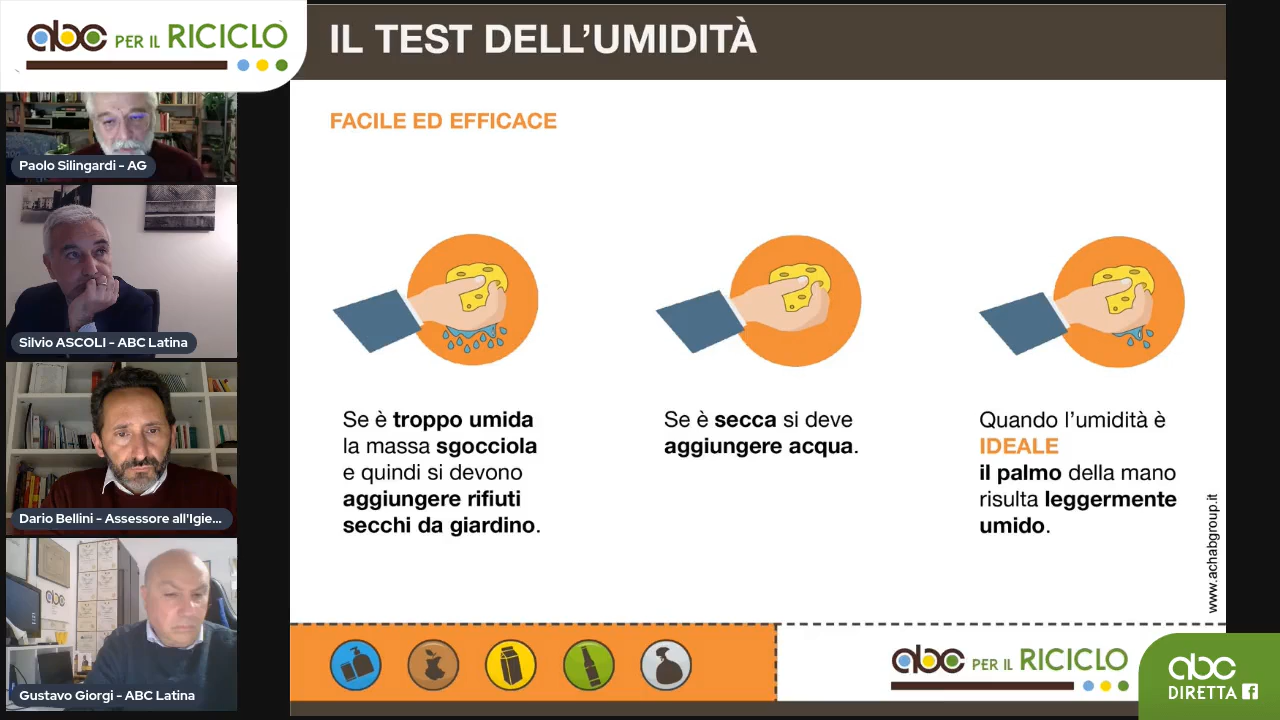 abc PER IL RICICLO
IL TEST DELL'UMIDITÀ
FACILE ED EFFICACE
Paolo Silingardi - AG
Silvio ASCOLI - ABC Latina
Dario Bellini - Assessore all'Igie...
Gustavo Giorgi - ABC Latina
Se è troppo umida
la massa sgocciola
e quindi si devono
aggiungere rifiuti
secchi da giardino.
Se è secca si deve
aggiungere acqua.
Quando l'umidità è
IDEALE
il palmo della mano
risulta leggermente
umido.
www.achabgroup.it
abc PER IL RICICLO
abc
DIRETTA